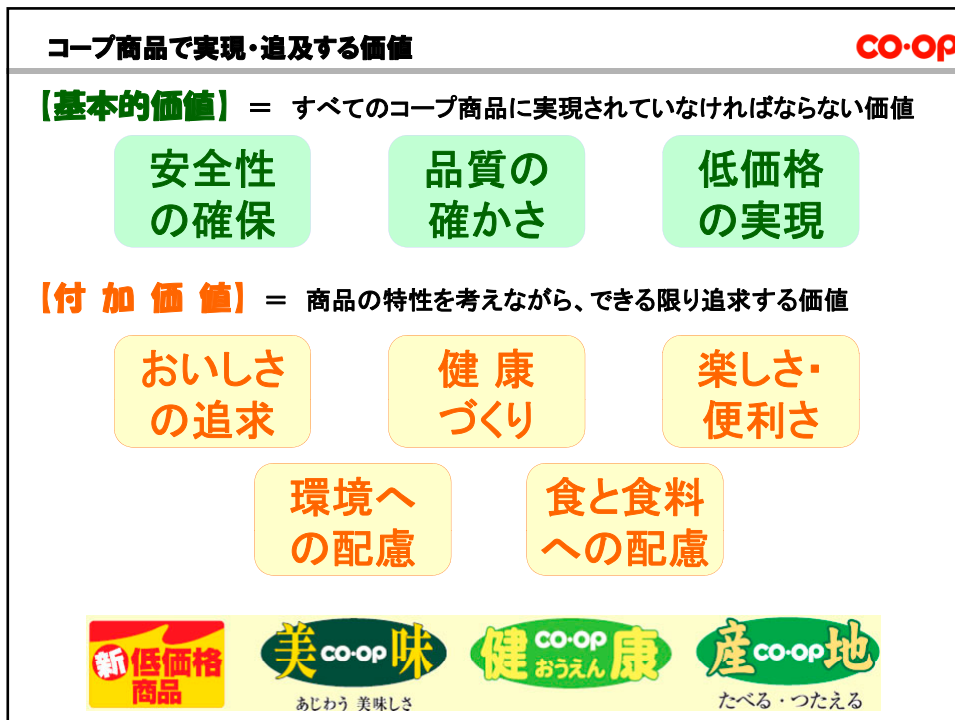 コープ商品で実現・追及する価値
CO·OP
【基本的価値】 = すべてのコープ商品に実現されていなければならない価値
安全性
の確保
品質の
確かさ
低価格
の実現
【付 加 価 値】 = 商品の特性を考えながら、できる限り追求する価値
おいしさ
の追求
健 康
づくり
楽しさ・
便利さ
環境へ
の配慮
食と食料
への配慮
新低価格
商品
美 CO·OP 味
あじわう 美味しさ
健 CO·OP おうえん 康
産 CO·OP 地
たべる・つたえる